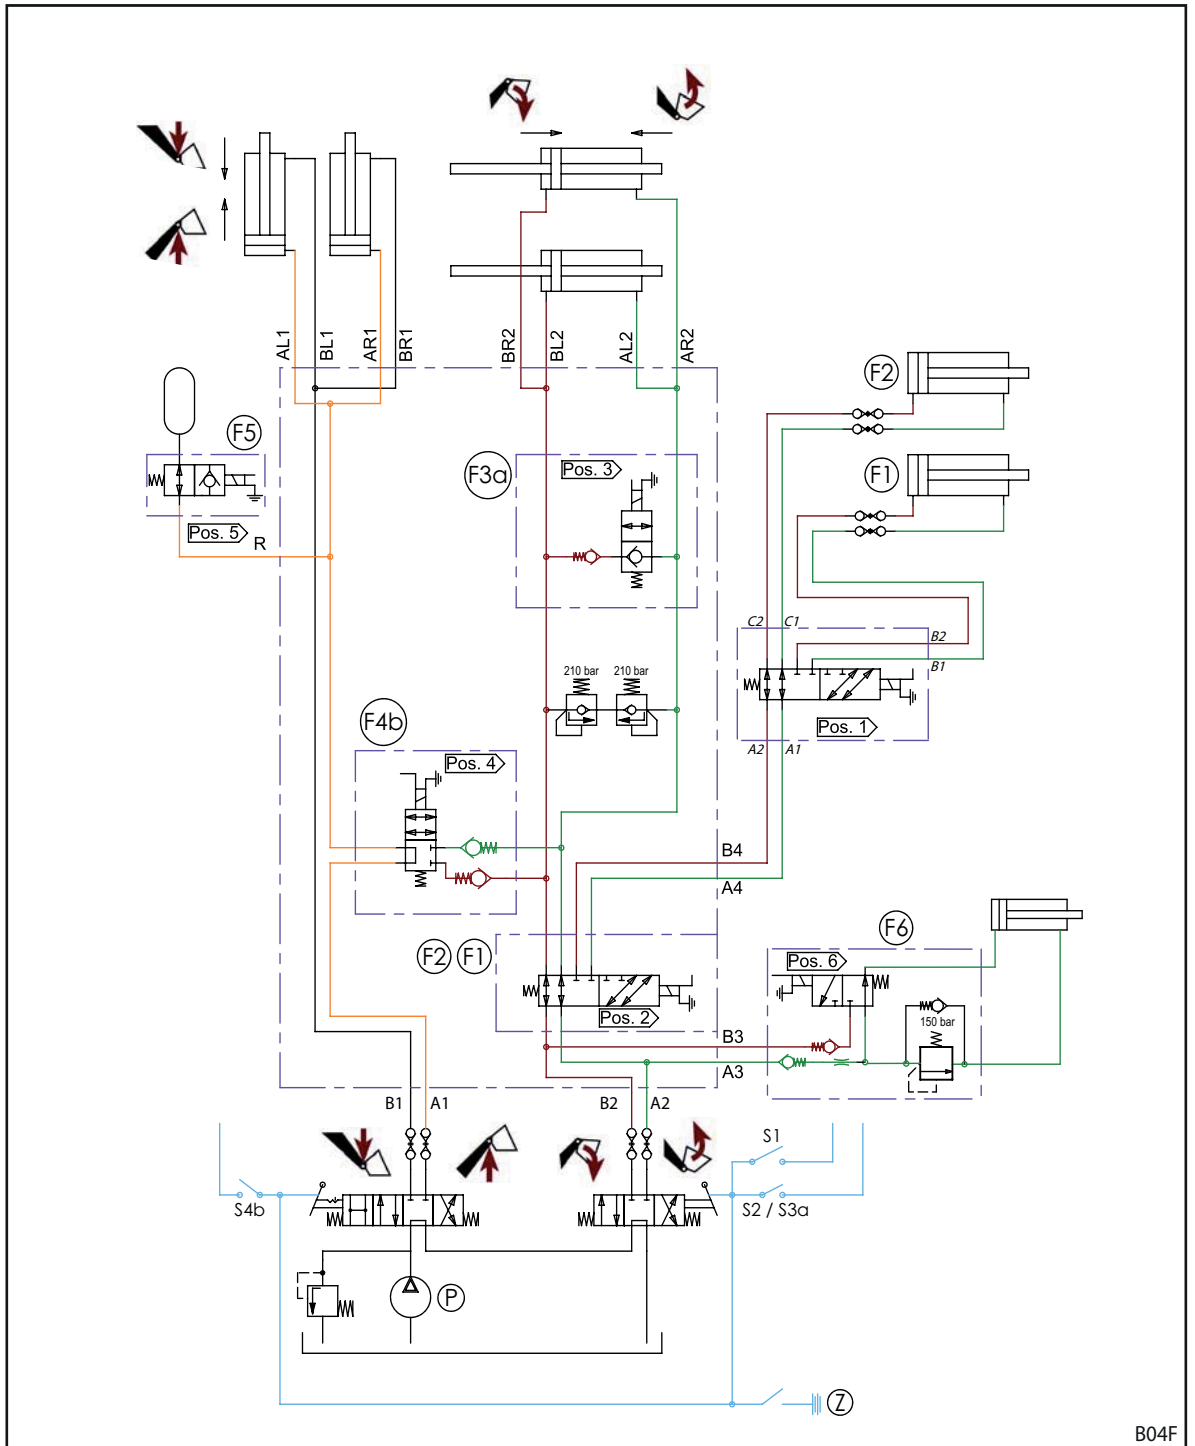 AL1
BL1
AR1
BR1
BR2
BL2
AL2
AR2
F2
F5
F3a
Pos. 3
F1
Pos. 5
R
C2
C1
B2
B1
210 bar
210 bar
F4b
Pos. 1
Pos. 4
A2
A1
B4
A4
F2
F1
F6
Pos. 6
Pos. 2
150 bar
B3
A3
B1
A1
B2
A2
S1
S4b
S2 / S3a
P
Z
B04F